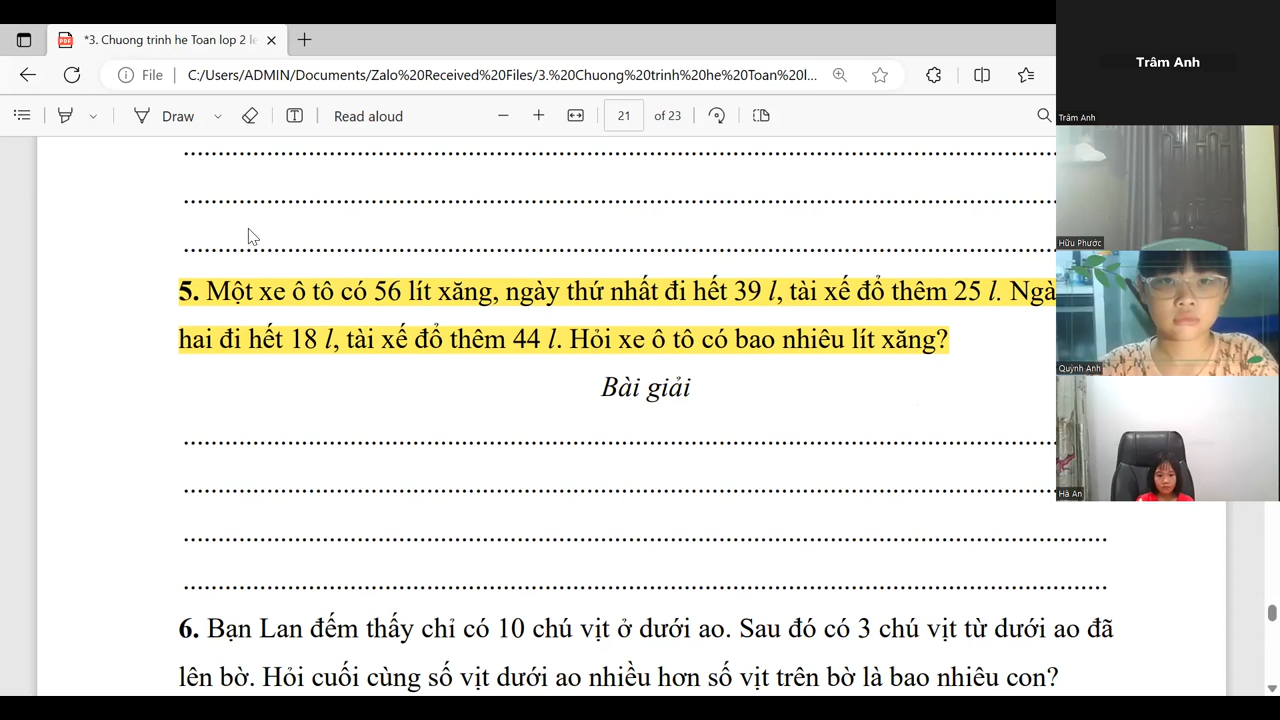 *3. Chuong trinh he Toan lop 2 le
Trâm Anh
File
C:/Users/ADMIN/Documents/Zalo%20Received%20Files/3.%20Chuong%20trinh%20he%20Toan%20l...
Draw
Read aloud
21
of 23
Trâm Anh
5. Một xe ô tô có 56 lít xăng, ngày thứ nhất đi hết 39 l, tài xế đổ thêm 25 l. Ngà
hai đi hết 18 l, tài xế đổ thêm 44 l. Hỏi xe ô tô có bao nhiêu lít xăng?
Bài giải
6. Bạn Lan đếm thấy chỉ có 10 chú vịt ở dưới ao. Sau đó có 3 chú vịt từ dưới ao đã
lên bờ. Hỏi cuối cùng số vịt dưới ao nhiều hơn số vịt trên bờ là bao nhiêu con?
Hữu Phước
Quỳnh Anh
Hà An